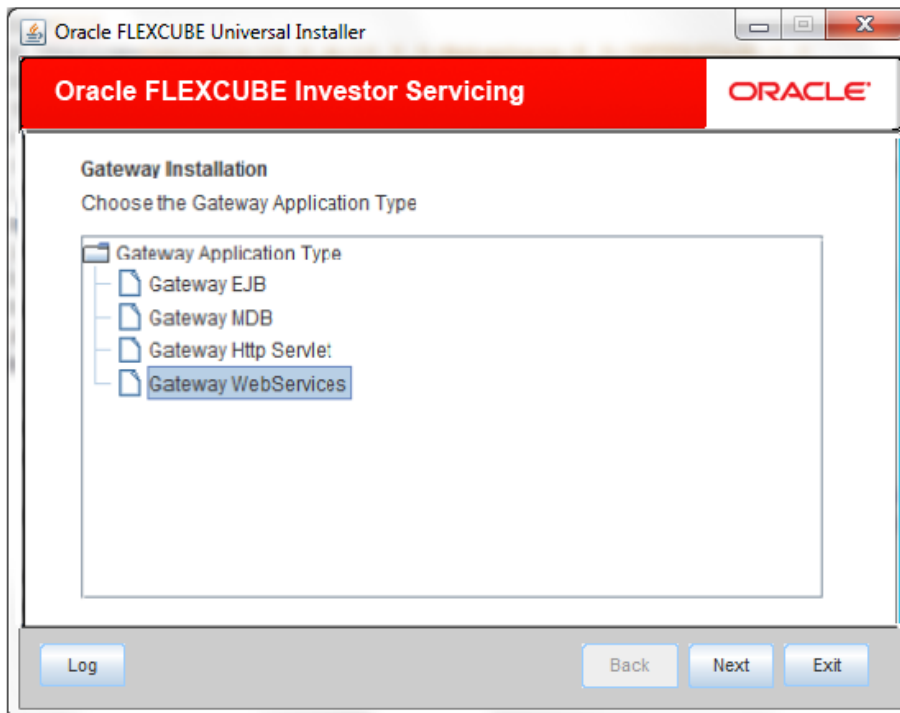 Oracle FLEXCUBE Universal Installer
Oracle FLEXCUBE Investor Servicing
ORACLE
Gateway Installation
Choose the Gateway Application Type
Gateway Application Type
Gateway EJB
Gateway MDB
Gateway Http Servlet
Gateway WebServices
Log
Back
Next
Exit